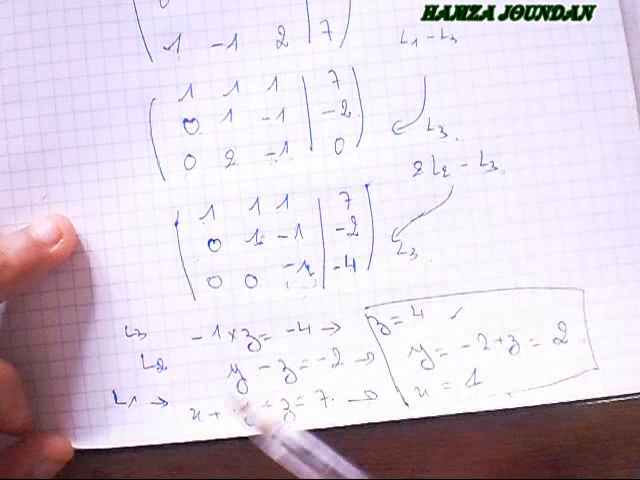 HAMZA JOUNDAN
1 -1 2 | 7
L1 - L3
1 1 1 | 7
0 1 -1 | -2
0 2 -1 | 0
L3.
2L2 - L3.
1 1 1 | 7
0 1 -1 | -2
0 0 -1 | -4
L3
L3 -1 × z = -4 → z = 4 ✓
L2 y - z = -2 → y = -2 + z = 2
L1 → x + y + z = 7. → x = 1